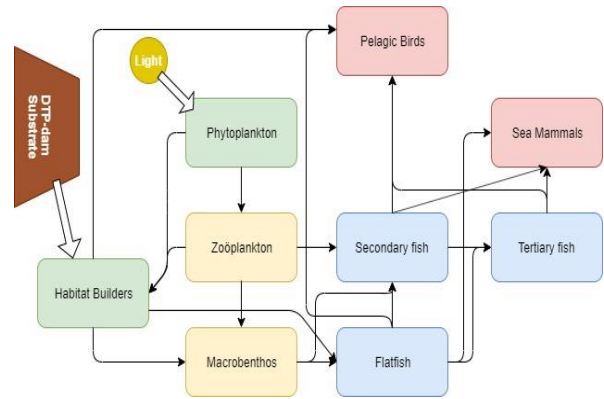 Pelagic Birds
Light
DTP-dam
Substrate
Phytoplankton
Sea Mammals
Zoöplankton
Secondary fish
Tertiary fish
Habitat Builders
Macrobenthos
Flatfish